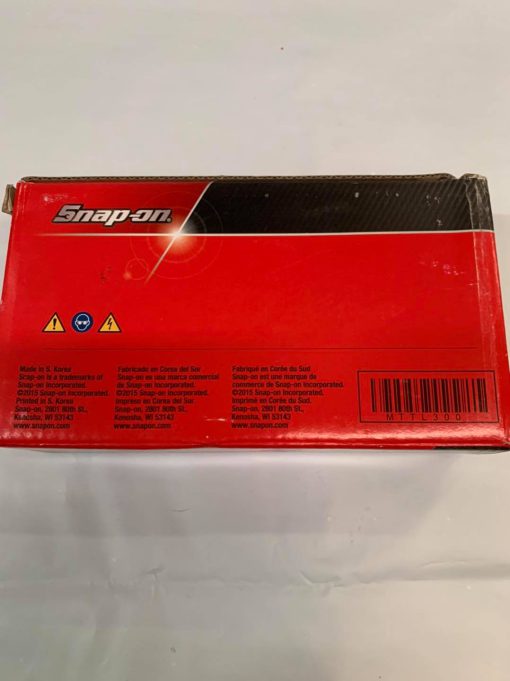 Snap-on
Made in S. Korea
Snap-on is a trademarks of
Snap-on Incorporated.
©2015 Snap-on Incorporated.
Printed in S. Korea
Snap-on, 2801 80th St.,
Kenosha, WI 53143
www.snapon.com
Fabricado en Corea del Sur
Snap-on es una marca comercial
de Snap-on Incorporated.
©2015 Snap-on Incorporated.
Impreso en Corea del Sur.
Snap-on, 2801 80th St.,
Kenosha, WI 53143
www.snapon.com
Fabriqué en Corée du Sud
Snap-on est une marque de
commerce de Snap-on Incorporated.
©2015 Snap-on Incorporated.
Imprimé en Corée du Sud.
Snap-on, 2801 80th St.,
Kenosha, WI 53143
www.snapon.com
MTTL300